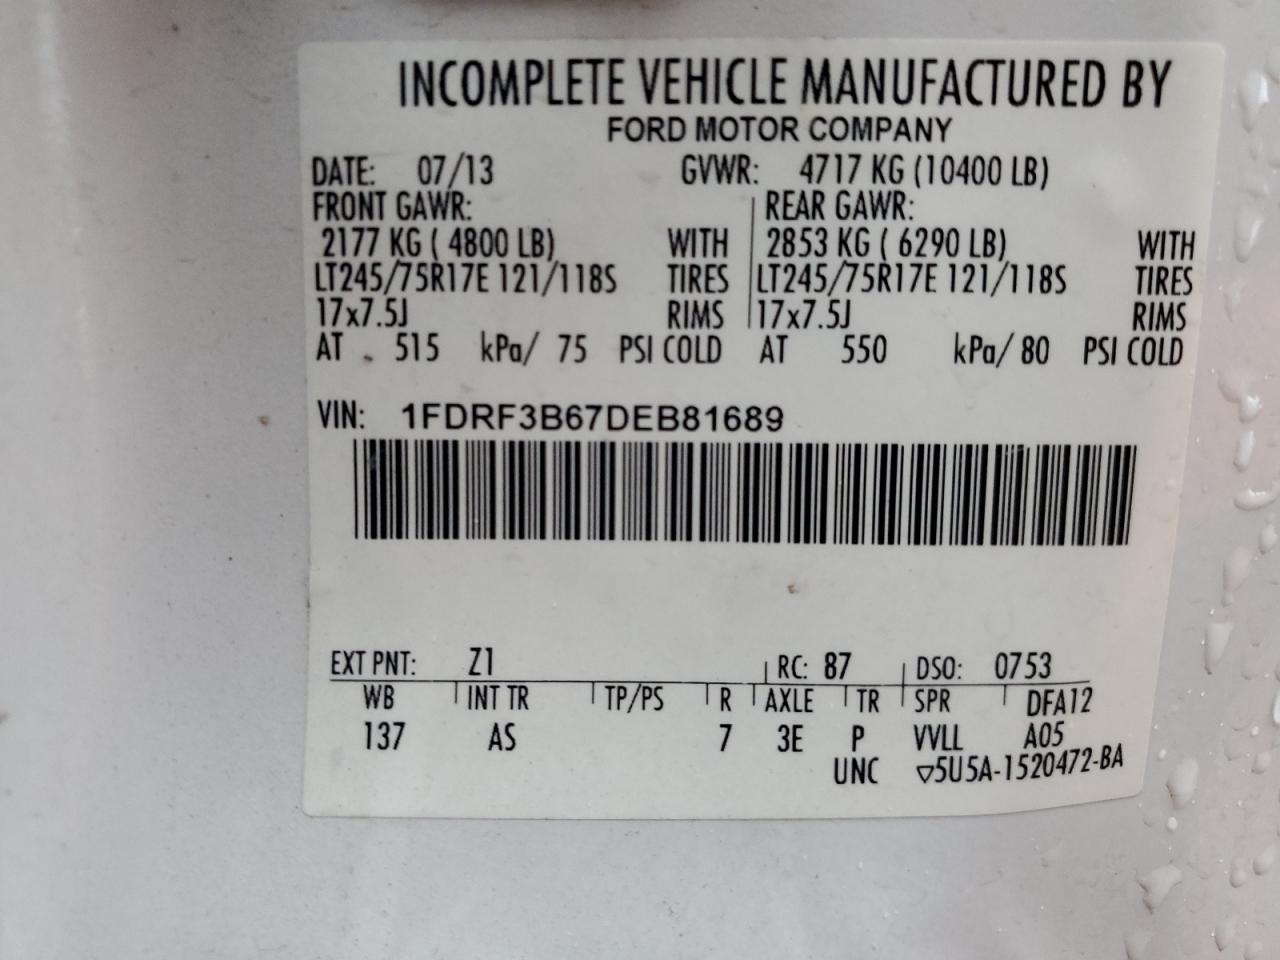 INCOMPLETE VEHICLE MANUFACTURED BY
FORD MOTOR COMPANY
DATE: 07/13 GVWR: 4717 KG (10400 LB)
FRONT GAWR: REAR GAWR:
2177 KG ( 4800 LB) WITH 2853 KG ( 6290 LB) WITH
LT245/75R17E 121/118S TIRES LT245/75R17E 121/118S TIRES
17x7.5J RIMS 17x7.5J RIMS
AT 515 kPa/ 75 PSI COLD AT 550 kPa/ 80 PSI COLD
VIN: 1FDRF3B67DEB81689
EXT PNT: Z1 RC: 87 DSO: 0753
WB INT TR TP/PS R AXLE TR SPR DFA12
137 AS 7 3E P VVLL A05
UNC ▽5U5A-1520472-BA